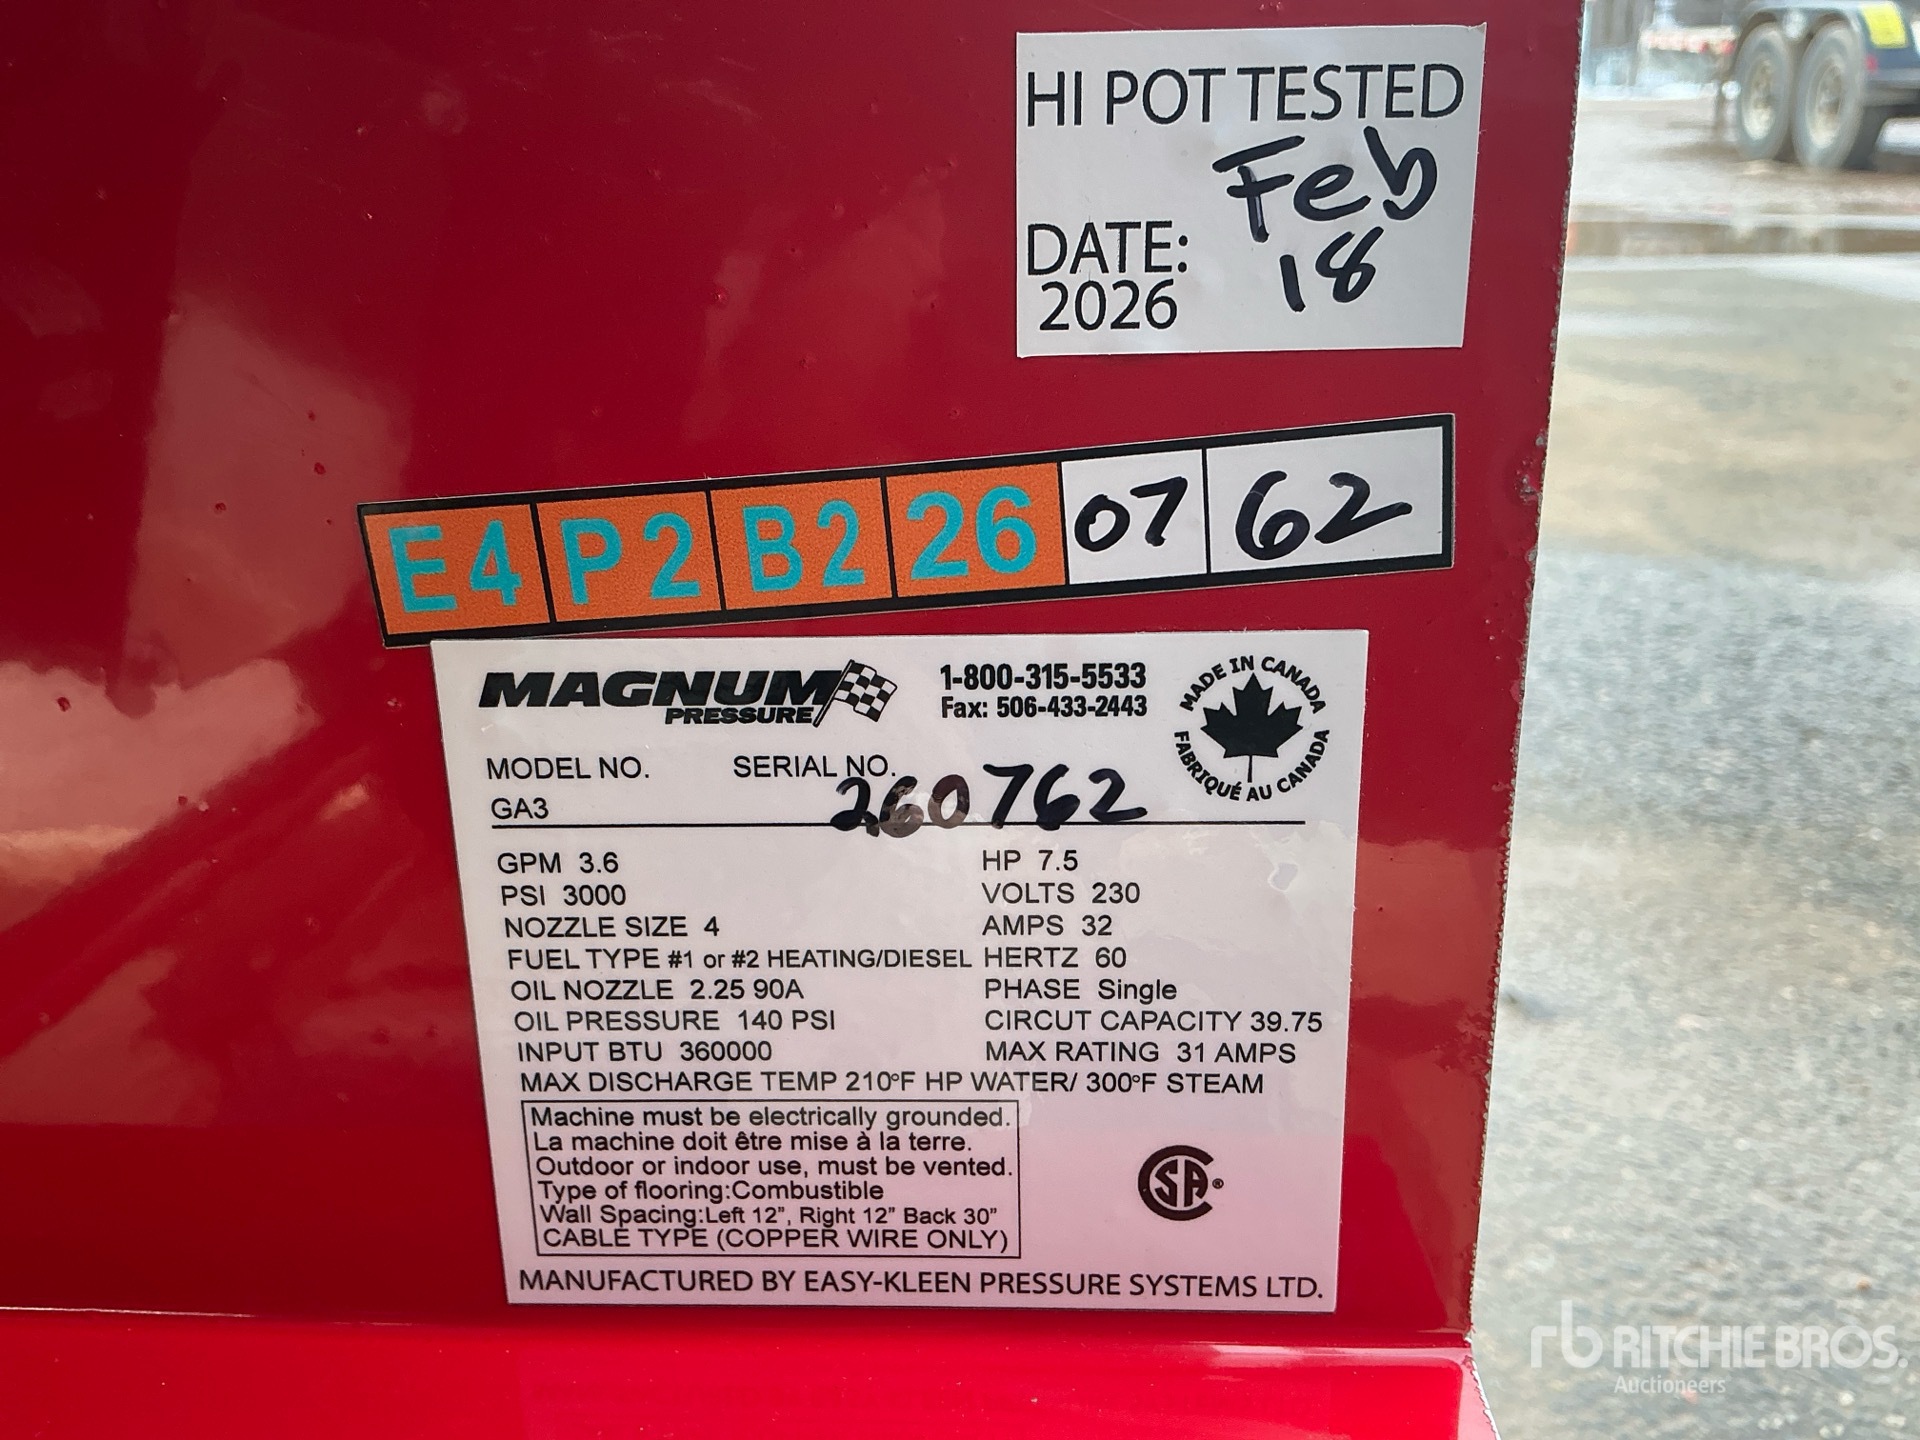 HI POT TESTED
Feb
DATE: 18
2026
E4 P2 B2 26 07 62
MAGNUM
PRESSURE
1-800-315-5533
Fax: 506-433-2443
MADE IN CANADA
FABRIQUÉ AU CANADA
MODEL NO. SERIAL NO.
GA3 260762
GPM 3.6 HP 7.5
PSI 3000 VOLTS 230
NOZZLE SIZE 4 AMPS 32
FUEL TYPE #1 or #2 HEATING/DIESEL HERTZ 60
OIL NOZZLE 2.25 90A PHASE Single
OIL PRESSURE 140 PSI CIRCUT CAPACITY 39.75
INPUT BTU 360000 MAX RATING 31 AMPS
MAX DISCHARGE TEMP 210°F HP WATER/ 300°F STEAM
Machine must be electrically grounded.
La machine doit être mise à la terre.
Outdoor or indoor use, must be vented.
Type of flooring:Combustible
Wall Spacing:Left 12", Right 12" Back 30"
CABLE TYPE (COPPER WIRE ONLY)
CSA®
MANUFACTURED BY EASY-KLEEN PRESSURE SYSTEMS LTD.
rb RITCHIE BROS.
Auctioneers